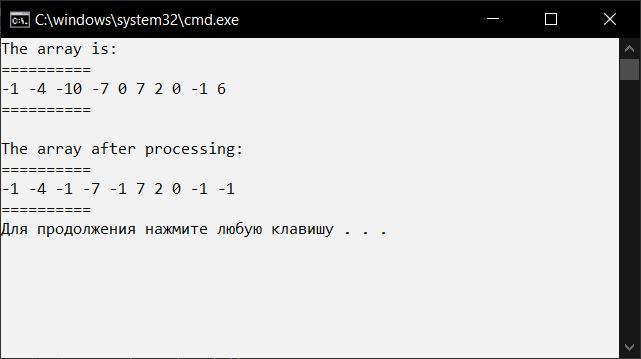 C:\windows\system32\cmd.exe
The array is:
==========
-1 -4 -10 -7 0 7 2 0 -1 6
==========
The array after processing:
==========
-1 -4 -1 -7 -1 7 2 0 -1 -1
==========
Для продолжения нажмите любую клавишу . . .